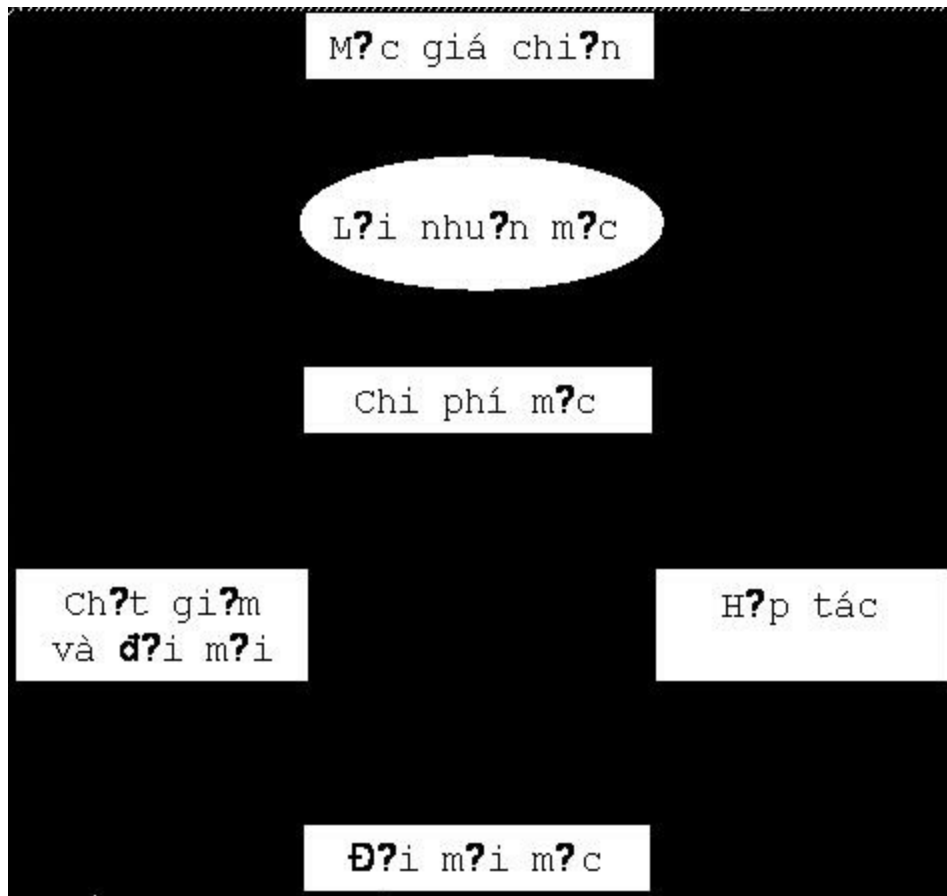 M?c giá chi?n
L?i nhu?n m?c
Chi phí m?c
Ch?t gi?m
và đ?i m?i
H?p tác
Đ?i m?i m?c